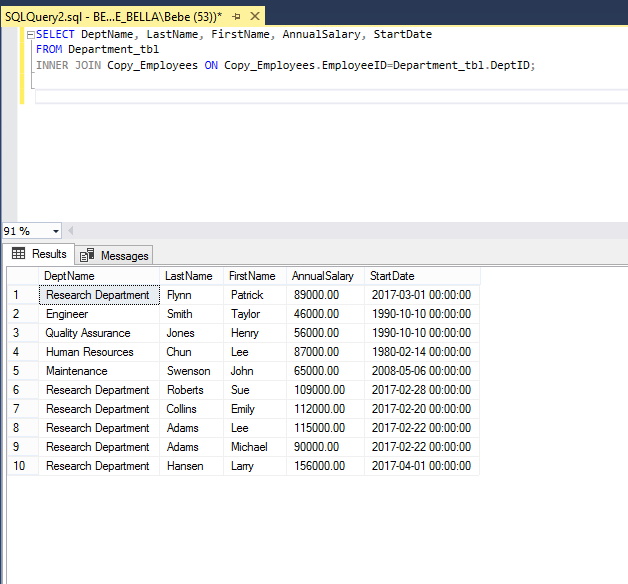 SQLQuery2.sql - BE...E_BELLA\Bebe (53))*
SELECT DeptName, LastName, FirstName, AnnualSalary, StartDate
FROM Department_tbl
INNER JOIN Copy_Employees ON Copy_Employees.EmployeeID=Department_tbl.DeptID;
91 %
Results Messages
DeptName LastName FirstName AnnualSalary StartDate
1 Research Department Flynn Patrick 89000.00 2017-03-01 00:00:00
2 Engineer Smith Taylor 46000.00 1990-10-10 00:00:00
3 Quality Assurance Jones Henry 56000.00 1990-10-10 00:00:00
4 Human Resources Chun Lee 87000.00 1980-02-14 00:00:00
5 Maintenance Swenson John 65000.00 2008-05-06 00:00:00
6 Research Department Roberts Sue 109000.00 2017-02-28 00:00:00
7 Research Department Collins Emily 112000.00 2017-02-20 00:00:00
8 Research Department Adams Lee 115000.00 2017-02-22 00:00:00
9 Research Department Adams Michael 90000.00 2017-02-22 00:00:00
10 Research Department Hansen Larry 156000.00 2017-04-01 00:00:00